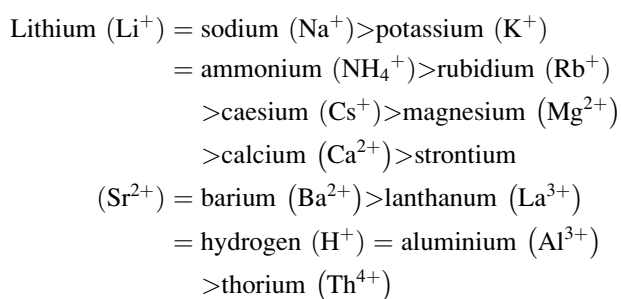 Lithium (Li⁺) = sodium (Na⁺)>potassium (K⁺)
= ammonium (NH₄⁺)>rubidium (Rb⁺)
>caesium (Cs⁺)>magnesium (Mg²⁺)
>calcium (Ca²⁺)>strontium
(Sr²⁺) = barium (Ba²⁺)>lanthanum (La³⁺)
= hydrogen (H⁺) = aluminium (Al³⁺)
>thorium (Th⁴⁺)